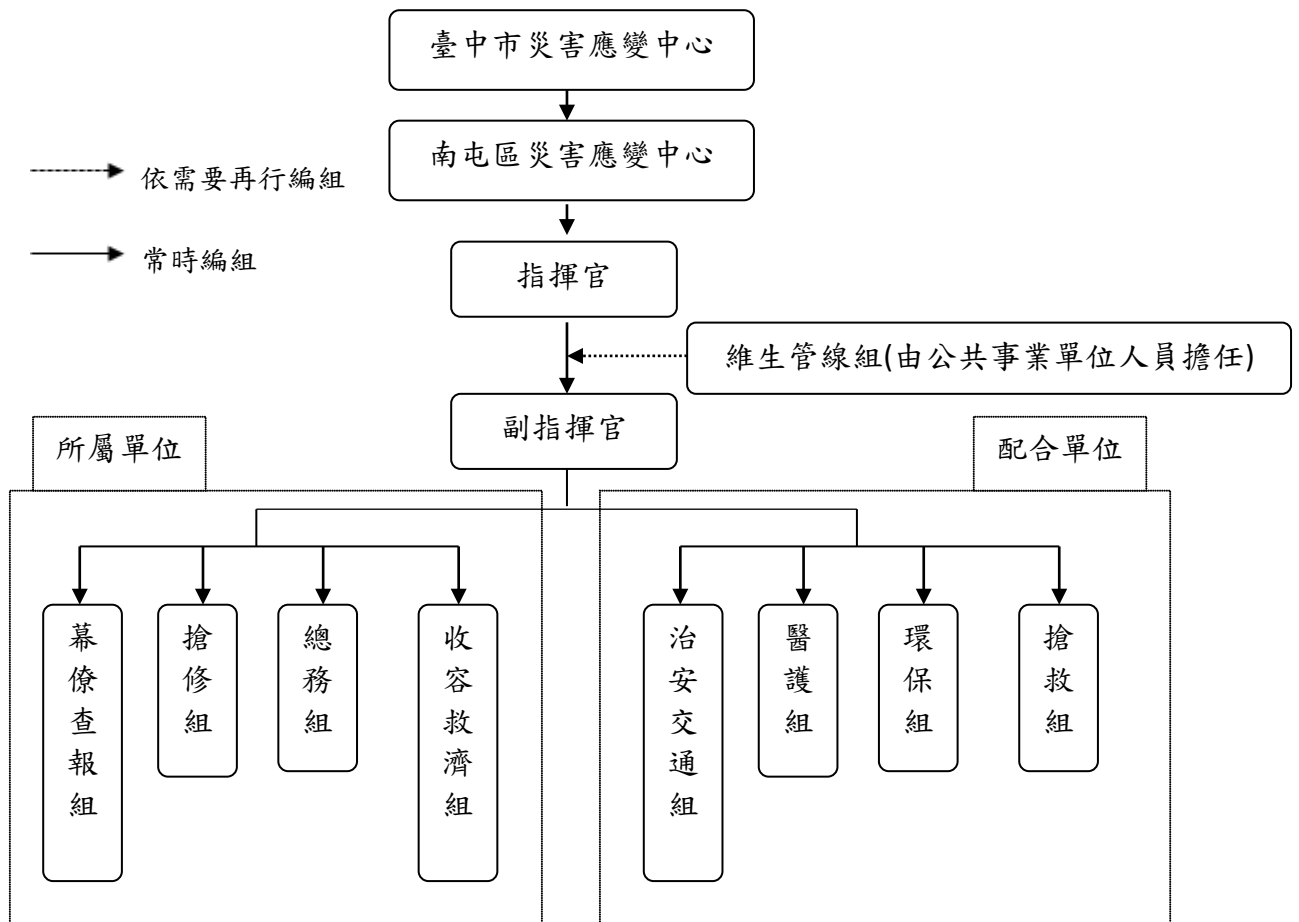 臺中市災害應變中心
南屯區災害應變中心
依需要再行編組
常時編組
指揮官
維生管線組(由公共事業單位人員擔任)
副指揮官
所屬單位
配合單位
幕僚查報組
搶修組
總務組
收容救濟組
治安交通組
醫護組
環保組
搶救組